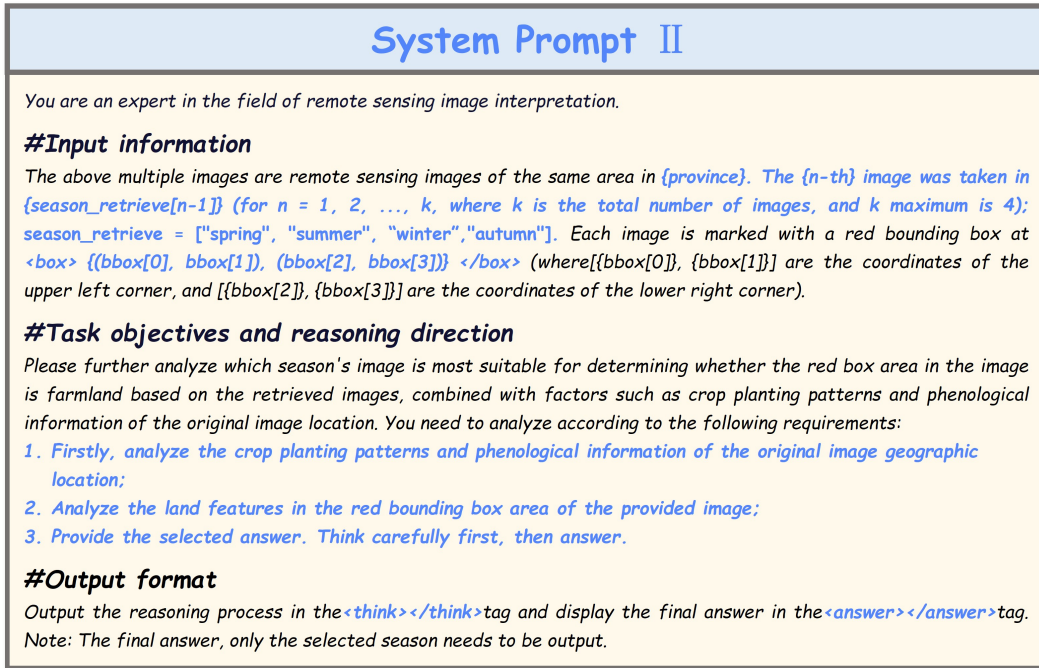 System Prompt Ⅱ
You are an expert in the field of remote sensing image interpretation.
#Input information
The above multiple images are remote sensing images of the same area in {province}. The {n-th} image was taken in
{season_retrieve[n-1]} (for n = 1, 2, ..., k, where k is the total number of images, and k maximum is 4);
season_retrieve = ["spring", "summer", “winter”,"autumn"]. Each image is marked with a red bounding box at
<box> {(bbox[0], bbox[1]), (bbox[2], bbox[3])} </box> (where[{bbox[0]}, {bbox[1]}] are the coordinates of the
upper left corner, and [{bbox[2]}, {bbox[3]}] are the coordinates of the lower right corner).
#Task objectives and reasoning direction
Please further analyze which season's image is most suitable for determining whether the red box area in the image
is farmland based on the retrieved images, combined with factors such as crop planting patterns and phenological
information of the original image location. You need to analyze according to the following requirements:
1. Firstly, analyze the crop planting patterns and phenological information of the original image geographic
location;
2. Analyze the land features in the red bounding box area of the provided image;
3. Provide the selected answer. Think carefully first, then answer.
#Output format
Output the reasoning process in the<think></think>tag and display the final answer in the<answer></answer>tag.
Note: The final answer, only the selected season needs to be output.